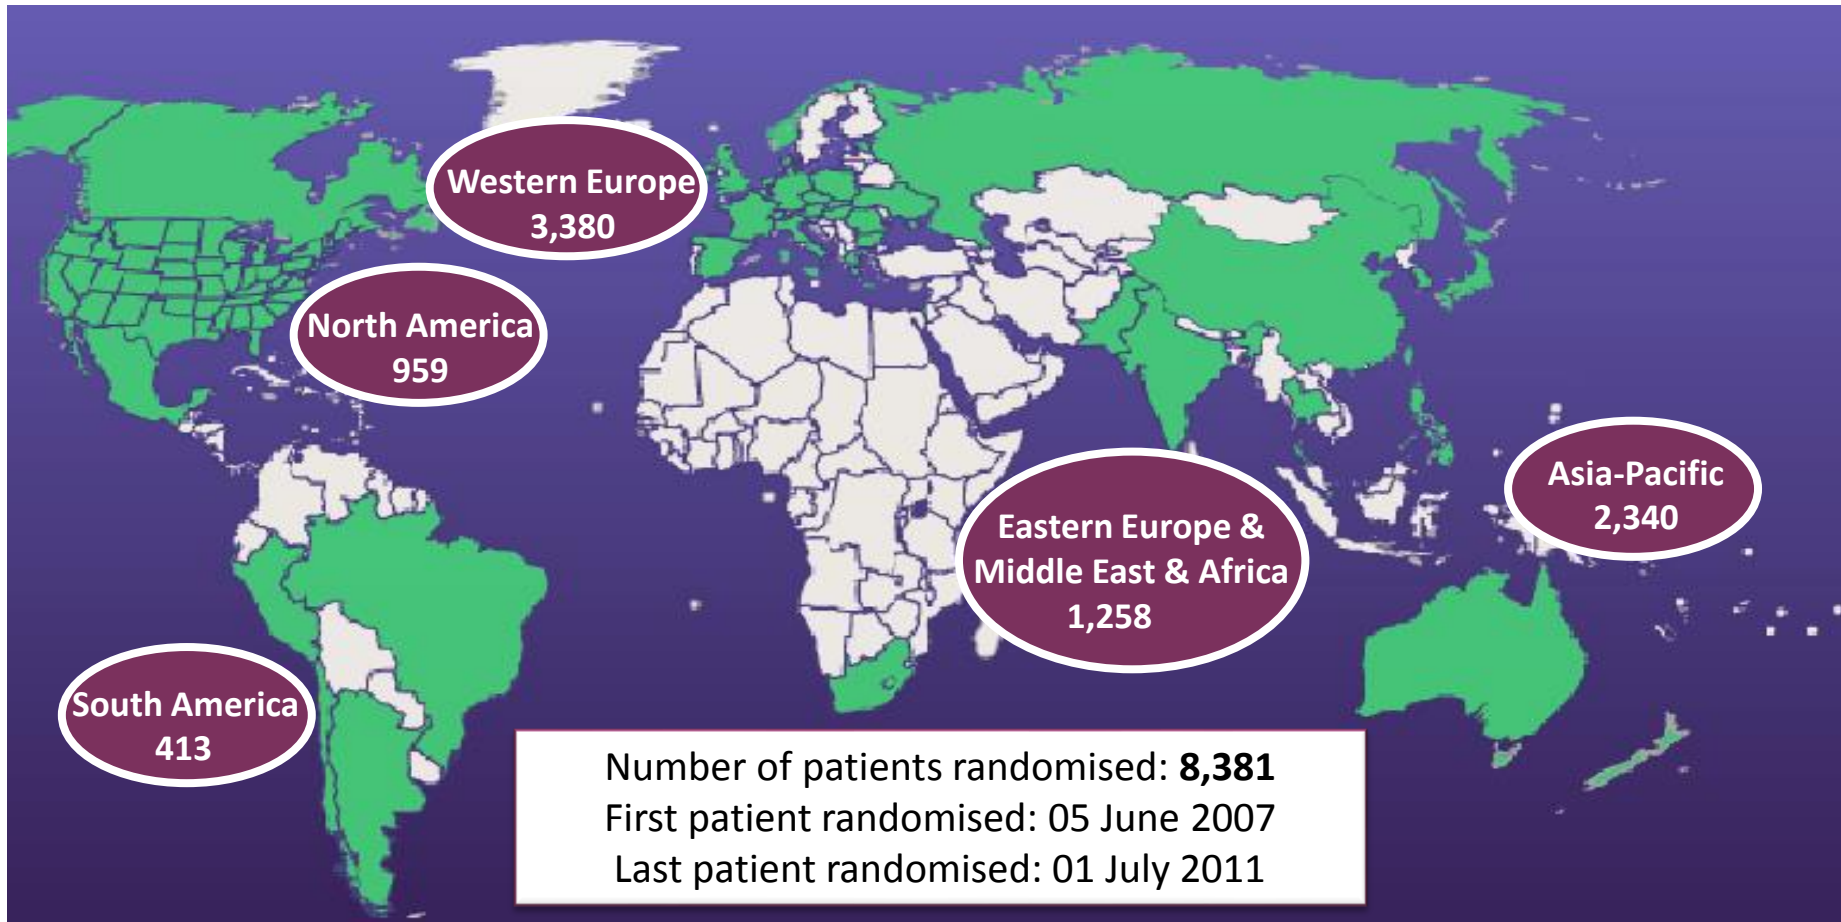 Western Europe
3,380
North America
959
Asia-Pacific
2,340
Eastern Europe &
Middle East & Africa
1,258
South America
413
Number of patients randomised: 8,381
First patient randomised: 05 June 2007
Last patient randomised: 01 July 2011